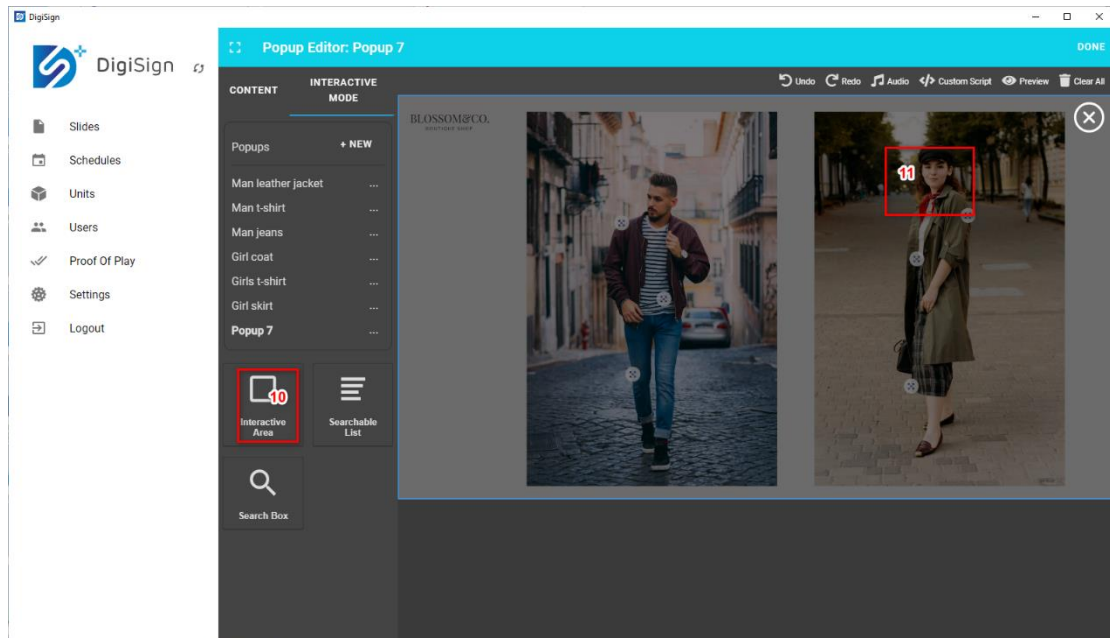 DigiSign
DigiSign
Slides
Schedules
Units
Users
Proof Of Play
Settings
Logout
Popup Editor: Popup 7
DONE
CONTENT
INTERACTIVE
MODE
Undo
Redo
Audio
Custom Script
Preview
Clear All
Popups
+ NEW
Man leather jacket ...
Man t-shirt ...
Man jeans ...
Girl coat ...
Girls t-shirt ...
Girl skirt ...
Popup 7 ...
10
Interactive
Area
Searchable
List
Search Box
BLOSSOM&CO.
BOUTIQUE SHOP
11